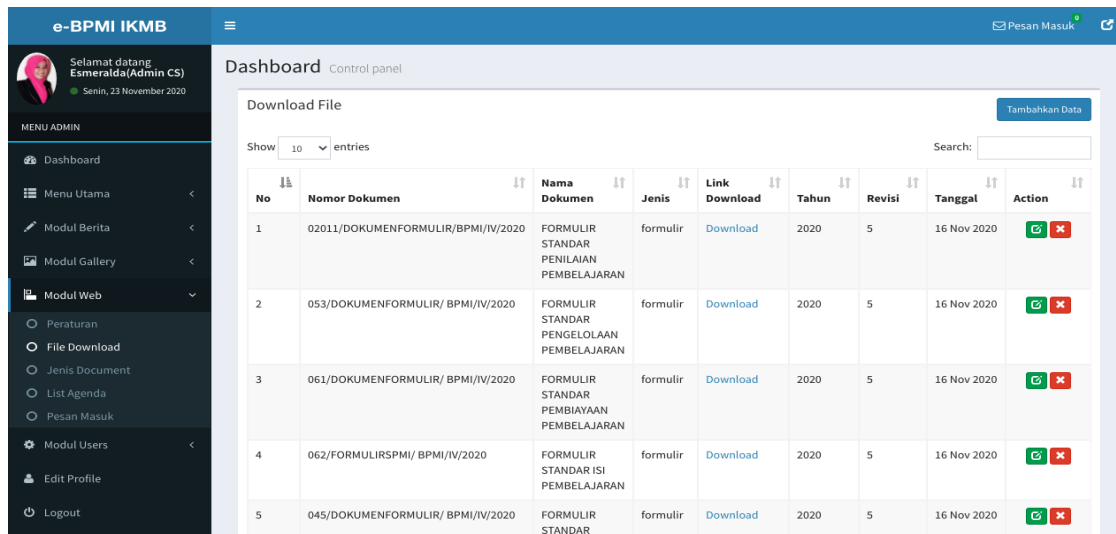 e-BPMI IKMB
Pesan Masuk
0
Selamat datang
Esmeralda(Admin CS)
Senin, 23 November 2020
MENU ADMIN
Dashboard
Menu Utama
Modul Berita
Modul Gallery
Modul Web
Peraturan
File Download
Jenis Document
List Agenda
Pesan Masuk
Modul Users
Edit Profile
Logout
Dashboard Control panel
Download File
Tambahkan Data
Show 10 entries
Search:
No Nomor Dokumen Nama Dokumen Jenis Link Download Tahun Revisi Tanggal Action
1 02011/DOKUMENFORMULIR/BPMI/IV/2020 FORMULIR formulir Download 2020 5 16 Nov 2020
STANDAR
PENILAIAN
PEMBELAJARAN
2 053/DOKUMENFORMULIR/ BPMI/IV/2020 FORMULIR formulir Download 2020 5 16 Nov 2020
STANDAR
PENGELOLAAN
PEMBELAJARAN
3 061/DOKUMENFORMULIR/ BPMI/IV/2020 FORMULIR formulir Download 2020 5 16 Nov 2020
STANDAR
PEMBIAYAAN
PEMBELAJARAN
4 062/FORMULIRSPMI/ BPMI/IV/2020 FORMULIR formulir Download 2020 5 16 Nov 2020
STANDAR ISI
PEMBELAJARAN
5 045/DOKUMENFORMULIR/ BPMI/IV/2020 FORMULIR formulir Download 2020 5 16 Nov 2020
STANDAR